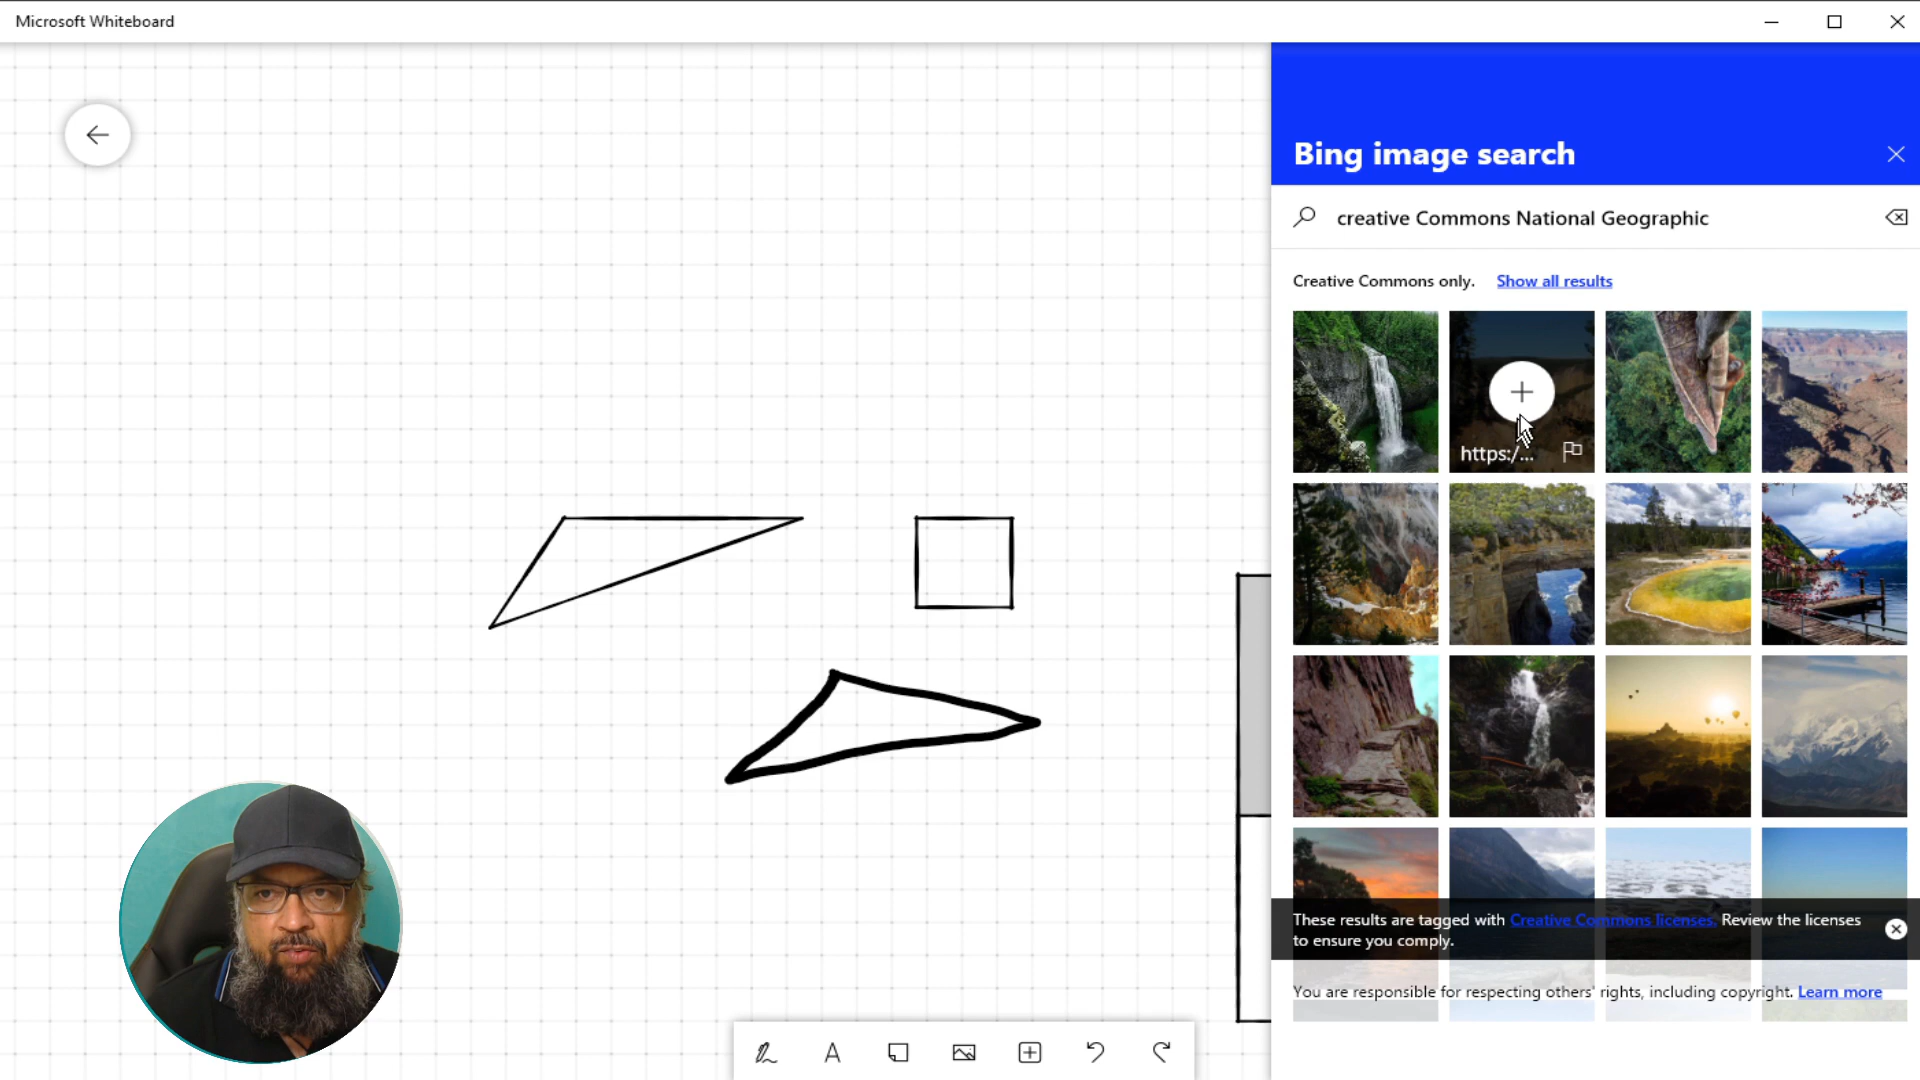 Microsoft Whiteboard
Bing image search
creative Commons National Geographic
Creative Commons only. Show all results
https:/...
These results are tagged with Creative Commons licenses. Review the licenses
to ensure you comply.
You are responsible for respecting others' rights, including copyright. Learn more